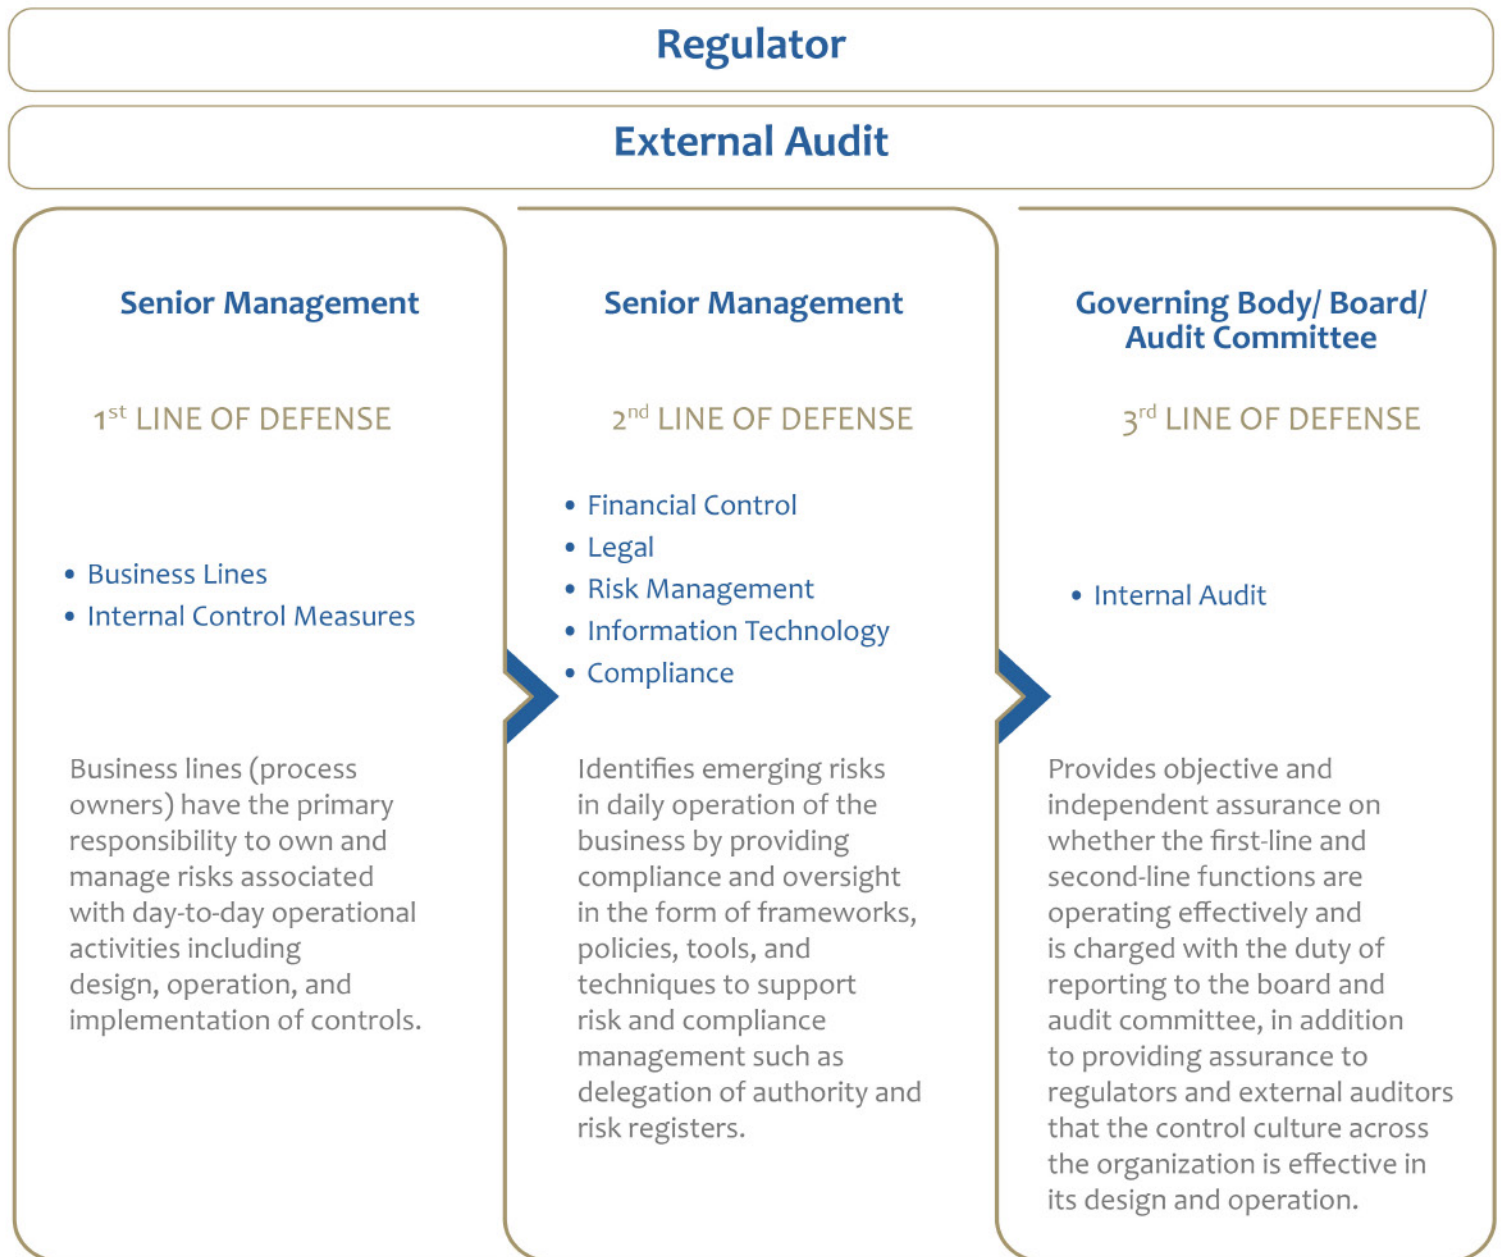 Regulator
External Audit
Senior Management
1st LINE OF DEFENSE
• Business Lines
• Internal Control Measures
Business lines (process
owners) have the primary
responsibility to own and
manage risks associated
with day-to-day operational
activities including
design, operation, and
implementation of controls.
Senior Management
2nd LINE OF DEFENSE
• Financial Control
• Legal
• Risk Management
• Information Technology
• Compliance
Identifies emerging risks
in daily operation of the
business by providing
compliance and oversight
in the form of frameworks,
policies, tools, and
techniques to support
risk and compliance
management such as
delegation of authority and
risk registers.
Governing Body/ Board/
Audit Committee
3rd LINE OF DEFENSE
• Internal Audit
Provides objective and
independent assurance on
whether the first-line and
second-line functions are
operating effectively and
is charged with the duty of
reporting to the board and
audit committee, in addition
to providing assurance to
regulators and external auditors
that the control culture across
the organization is effective in
its design and operation.